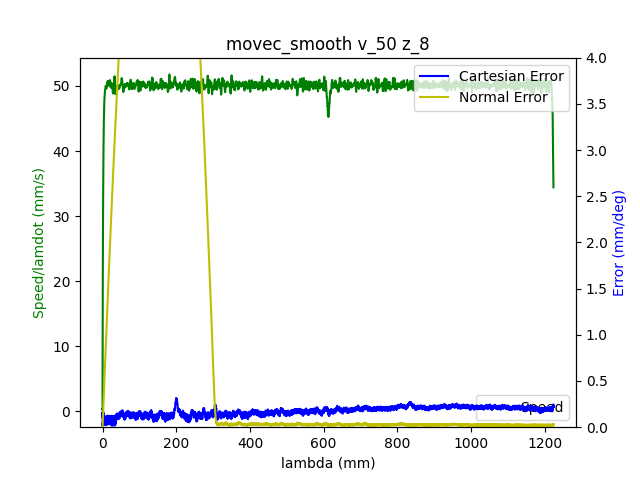 movec_smooth v_50 z_8
Cartesian Error
Normal Error
Speed
Speed/lamdot (mm/s)
50
40
30
20
10
0
4.0
3.5
3.0
2.5
2.0
1.5
1.0
0.5
0.0
Error (mm/deg)
0 200 400 600 800 1000 1200
lambda (mm)